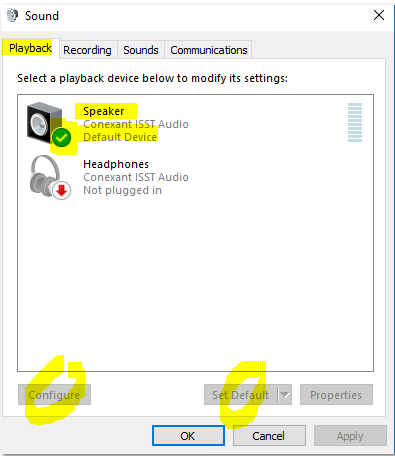 Sound
Playback Recording Sounds Communications
Select a playback device below to modify its settings:
Speaker
Conexant ISST Audio
Default Device
Headphones
Conexant ISST Audio
Not plugged in
Configure Set Default Properties
OK Cancel Apply